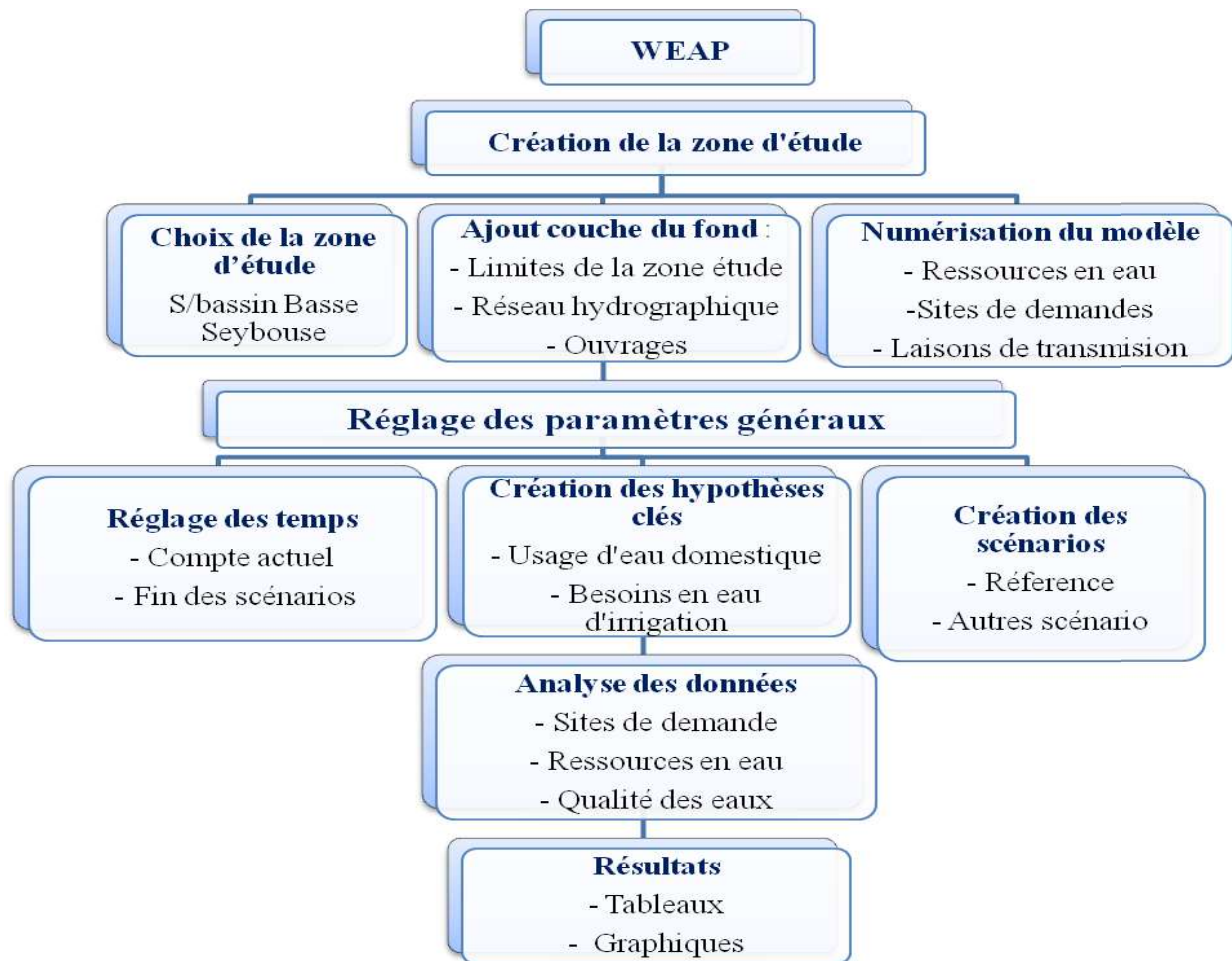 WEAP
Création de la zone d'étude
Choix de la zone
d’étude
S/bassin Basse
Seybouse
Ajout couche du fond :
- Limites de la zone étude
- Réseau hydrographique
- Ouvrages
Numérisation du modèle
- Ressources en eau
-Sites de demandes
- Laisons de transmision
Réglage des paramètres généraux
Réglage des temps
- Compte actuel
- Fin des scénarios
Création des hypothèses
clés
- Usage d'eau domestique
- Besoins en eau
d'irrigation
Création des
scénarios
- Réference
- Autres scénario
Analyse des données
- Sites de demande
- Ressources en eau
- Qualité des eaux
Résultats
- Tableaux
- Graphiques